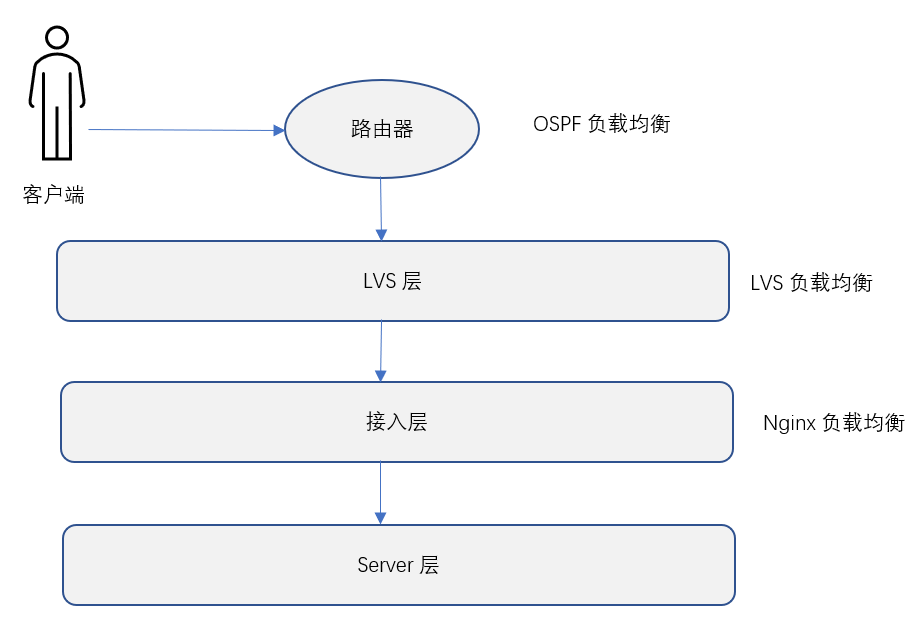 路由器
OSPF 负载均衡
客户端
LVS 层
LVS 负载均衡
接入层
Nginx 负载均衡
Server 层